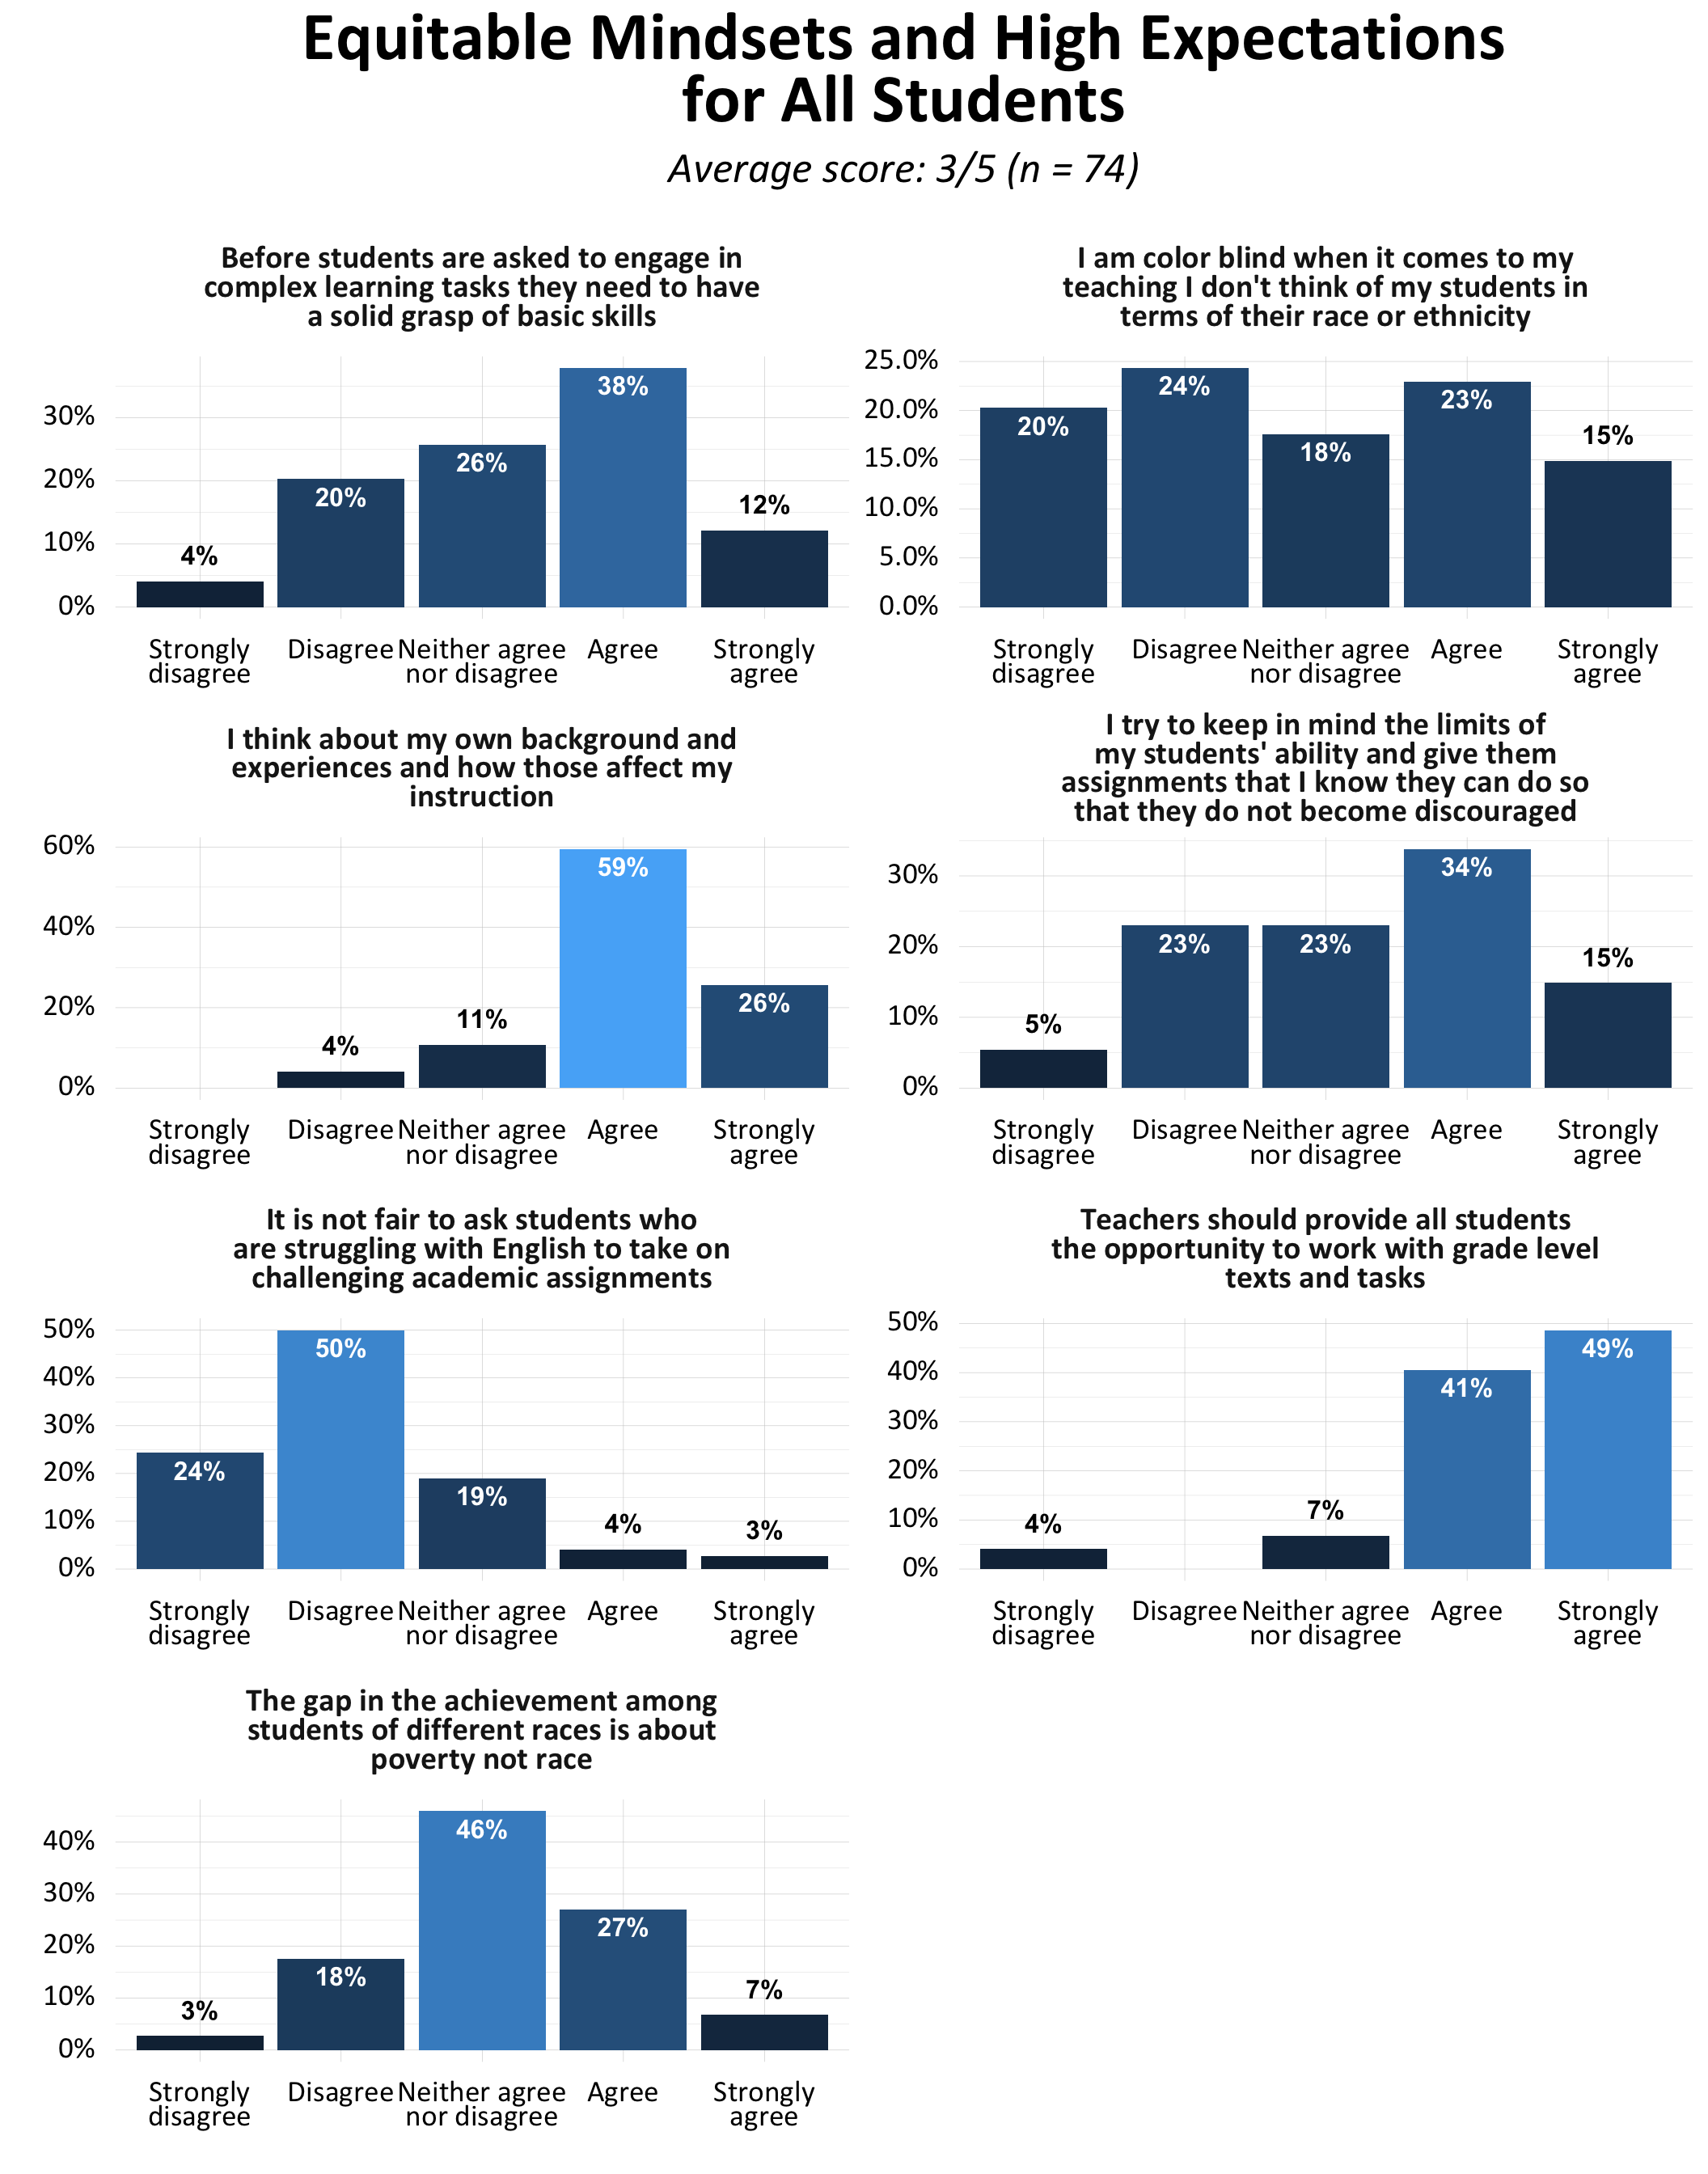 Equitable Mindsets and High Expectations
for All Students
Average score: 3/5 (n = 74)
Before students are asked to engage in
complex learning tasks they need to have
a solid grasp of basic skills
30%
20%
10%
0%
4%
20%
26%
38%
12%
Strongly
disagree
Disagree
Neither agree
nor disagree
Agree
Strongly
agree
I am color blind when it comes to my
teaching I don't think of my students in
terms of their race or ethnicity
25.0%
20.0%
15.0%
10.0%
5.0%
0.0%
20%
24%
18%
23%
15%
Strongly
disagree
Disagree
Neither agree
nor disagree
Agree
Strongly
agree
I think about my own background and
experiences and how those affect my
instruction
60%
40%
20%
0%
4%
11%
59%
26%
Strongly
disagree
Disagree
Neither agree
nor disagree
Agree
Strongly
agree
I try to keep in mind the limits of
my students' ability and give them
assignments that I know they can do so
that they do not become discouraged
30%
20%
10%
0%
5%
23%
23%
34%
15%
Strongly
disagree
Disagree
Neither agree
nor disagree
Agree
Strongly
agree
It is not fair to ask students who
are struggling with English to take on
challenging academic assignments
50%
40%
30%
20%
10%
0%
24%
50%
19%
4%
3%
Strongly
disagree
Disagree
Neither agree
nor disagree
Agree
Strongly
agree
Teachers should provide all students
the opportunity to work with grade level
texts and tasks
50%
40%
30%
20%
10%
0%
4%
7%
41%
49%
Strongly
disagree
Disagree
Neither agree
nor disagree
Agree
Strongly
agree
The gap in the achievement among
students of different races is about
poverty not race
40%
30%
20%
10%
0%
3%
18%
46%
27%
7%
Strongly
disagree
Disagree
Neither agree
nor disagree
Agree
Strongly
agree